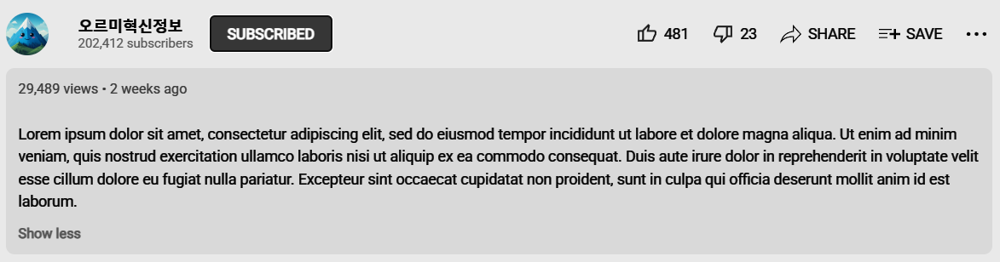 오르미혁신정보
202,412 subscribers
SUBSCRIBED
481
23
SHARE
SAVE
29,489 views • 2 weeks ago
Lorem ipsum dolor sit amet, consectetur adipiscing elit, sed do eiusmod tempor incididunt ut labore et dolore magna aliqua. Ut enim ad minim
veniam, quis nostrud exercitation ullamco laboris nisi ut aliquip ex ea commodo consequat. Duis aute irure dolor in reprehenderit in voluptate velit
esse cillum dolore eu fugiat nulla pariatur. Excepteur sint occaecat cupidatat non proident, sunt in culpa qui officia deserunt mollit anim id est
laborum.
Show less